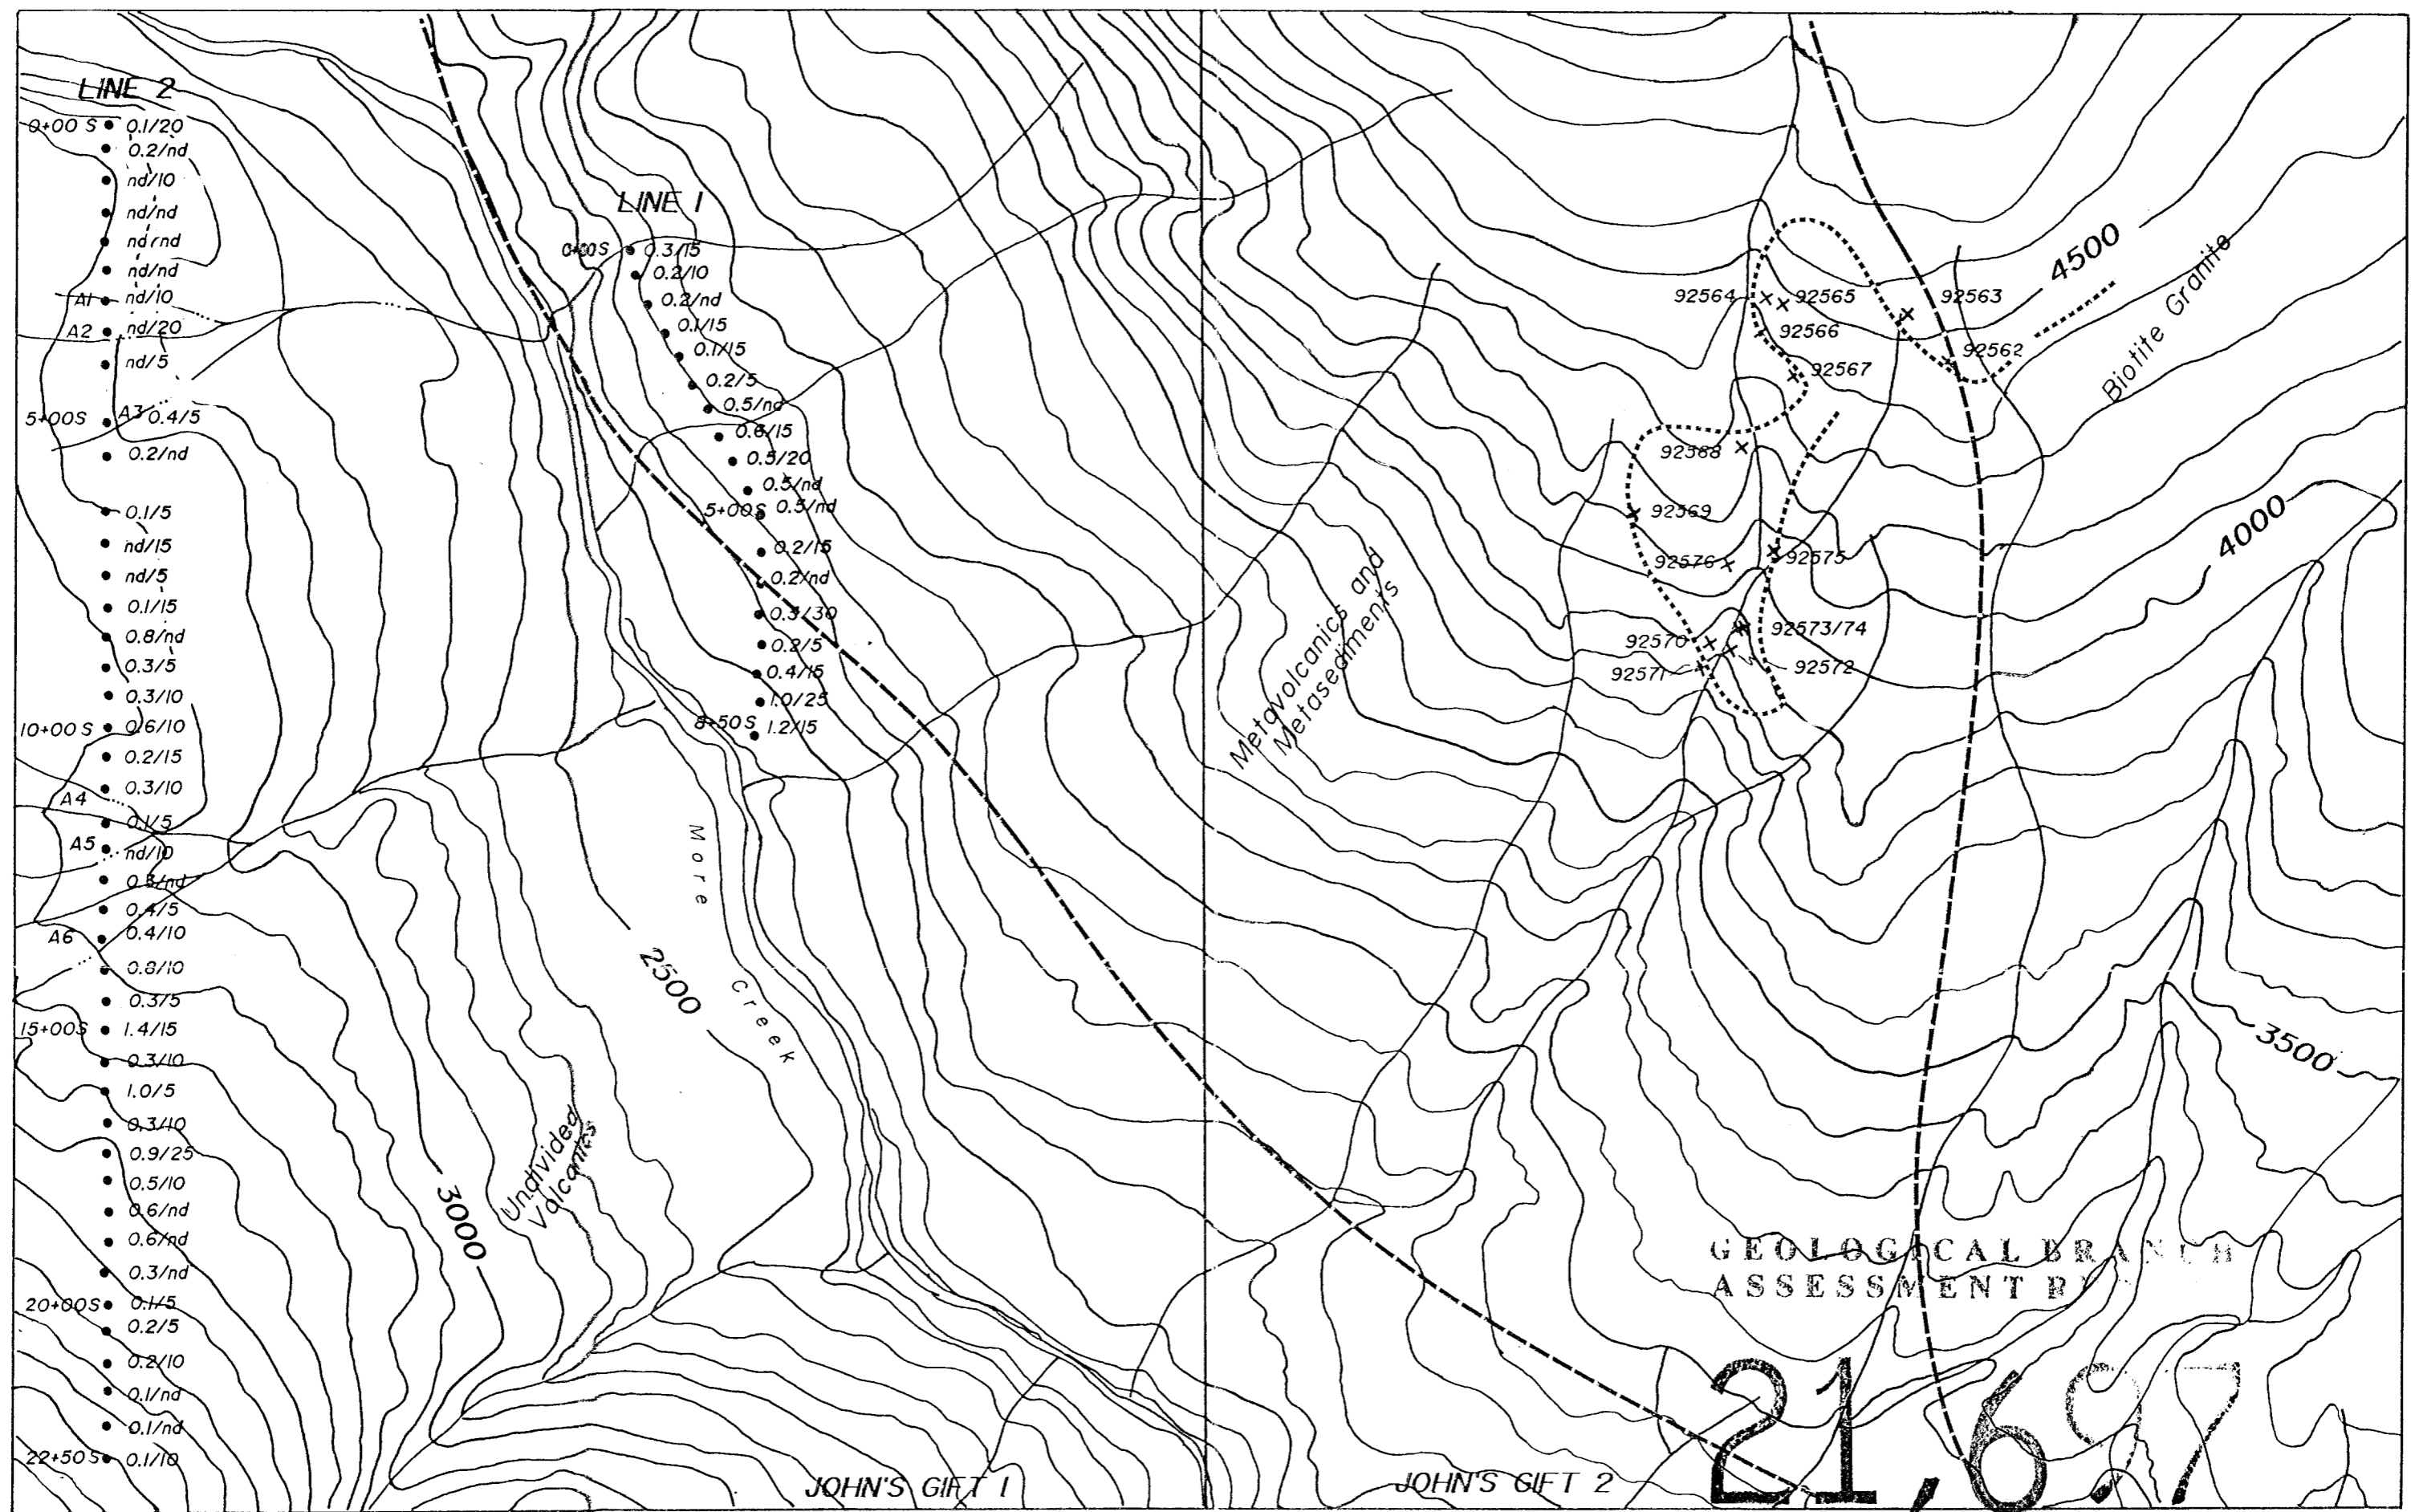 LINE 2
0+00 S 0.1/20
0.2/nd
nd/10
nd/nd
nd/nd
nd/nd
A1 nd/10
A2 nd/20
nd/5
5+00S A3 0.4/5
0.2/nd
0.1/5
nd/15
nd/5
0.1/15
0.8/nd
0.3/5
0.3/10
10+00 S 0.6/10
0.2/15
0.3/10
A4
0.1/5
A5 nd/10
0.3/nd
0.4/5
A6 0.4/10
0.8/10
0.3/5
15+00S 1.4/15
0.3/10
1.0/5
0.3/10
0.9/25
0.5/10
0.6/nd
0.6/nd
0.3/nd
20+00S 0.1/5
0.2/5
0.2/10
0.1/nd
0.1/nd
22+50S 0.1/10
LINE 1
0+00S 0.3/15
0.2/10
0.2/nd
0.1/15
0.1/15
0.2/5
0.5/nd
0.6/15
0.5/20
0.5/nd
5+00S 0.5/nd
0.2/15
0.2/nd
0.3/30
0.2/5
0.4/15
1.0/25
8+50S 1.2/15
More Creek
2500
3000
Undivided
Volcanics
Metavolcanics and
Metasediments
92564 92565 92563
92566
92562
92567
92568
92569
92576 92575
92570 92573/74
92571 92572
4500
Biotite Granite
4000
3500
GEOLOGICAL BRANCH
ASSESSMENT
21,697
JOHN'S GIFT 1
JOHN'S GIFT 2